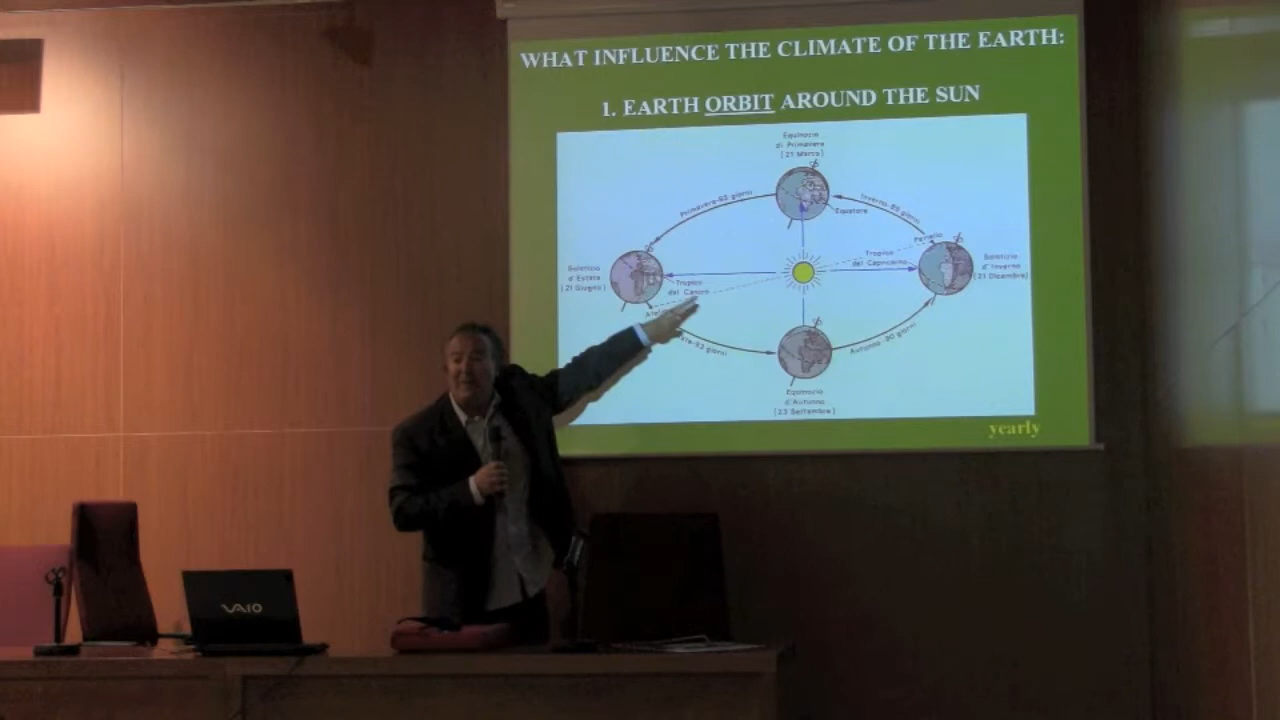 WHAT INFLUENCE THE CLIMATE OF THE EARTH:
1. EARTH ORBIT AROUND THE SUN
Equinozio
di Primavera
(21 Marzo)
Primavera-93 giorni
Inverno-89 giorni
Equatore
Perielio
Tropico
del Capricorno
Solstizio
d'Estate
(21 Giugno)
Tropico
del Cancro
Solstizio
d'Inverno
(21 Dicembre)
93 giorni
Autunno-90 giorni
Equinozio
d'Autunno
(23 Settembre)
yearly
VAIO